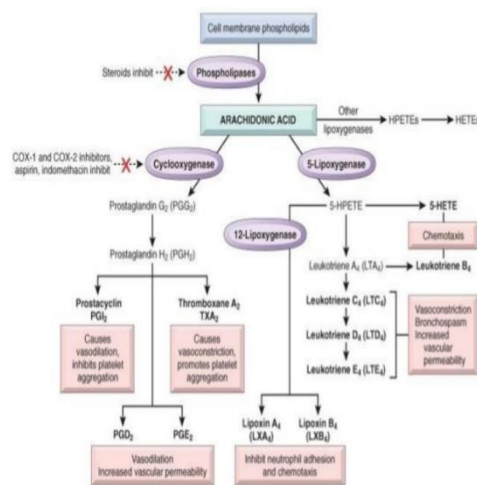 Cell membrane phospholipids
Steroids inhibit
Phospholipases
ARACHIDONIC ACID
Other
lipoxygenases
HPETEs
HETEs
COX-1 and COX-2 inhibitors,
aspirin, indomethacin inhibit
Cyclooxygenase
5-Lipoxygenase
Prostaglandin G₂ (PGG₂)
5-HPETE
5-HETE
12-Lipoxygenase
Chemotaxis
Prostaglandin H₂ (PGH₂)
Leukotriene A₄ (LTA₄)
Leukotriene B₄
Prostacyclin
PGI₂
Thromboxane A₂
TXA₂
Leukotriene C₄ (LTC₄)
Causes
vasodilation,
inhibits platelet
aggregation
Causes
vasoconstriction,
promotes platelet
aggregation
Leukotriene D₄ (LTD₄)
Leukotriene E₄ (LTE₄)
Vasoconstriction
Bronchospasm
Increased
vascular
permeability
PGD₂
PGE₂
Lipoxin A₄
(LXA₄)
Lipoxin B₄
(LXB₄)
Vasodilation
Increased vascular permeability
Inhibit neutrophil adhesion
and chemotaxis